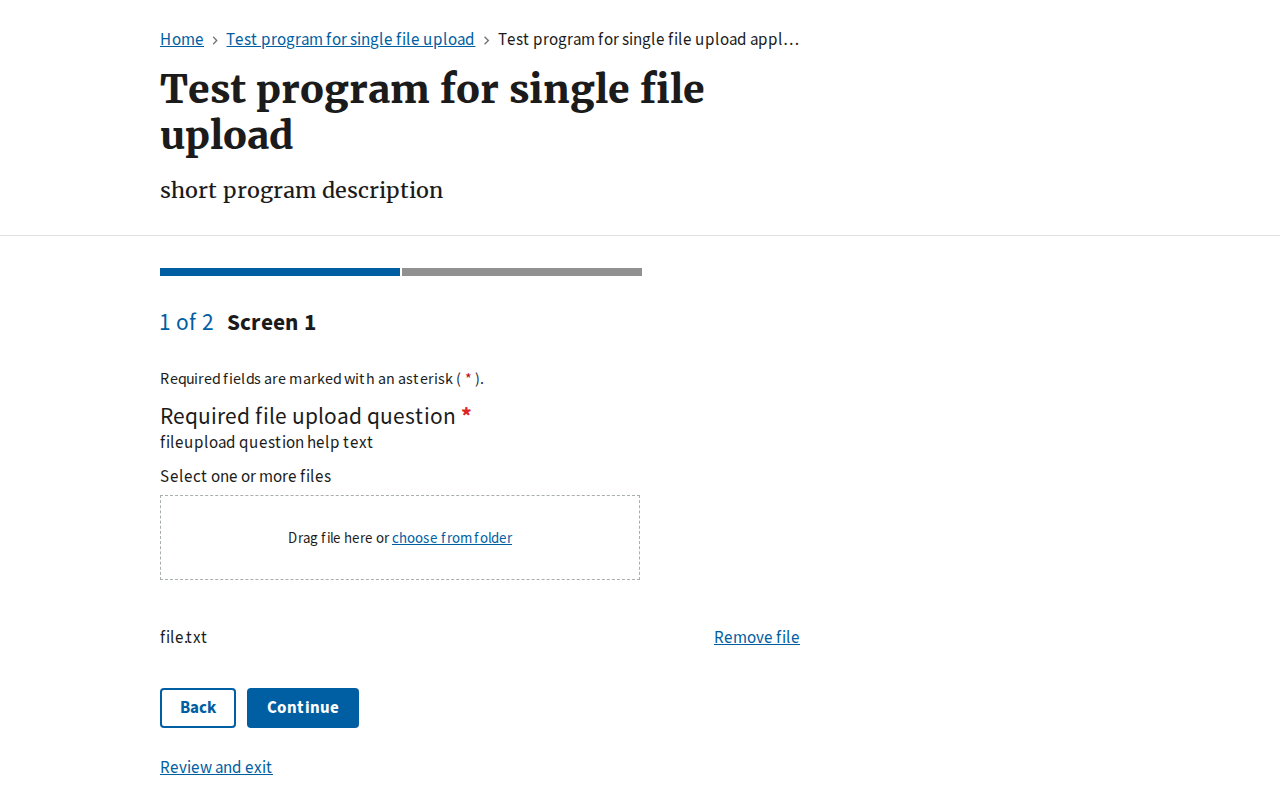 Home › Test program for single file upload › Test program for single file upload appl…
Test program for single file
upload
short program description
1 of 2 Screen 1
Required fields are marked with an asterisk ( * ).
Required file upload question *
fileupload question help text
Select one or more files
Drag file here or choose from folder
file.txt Remove file
Back Continue
Review and exit